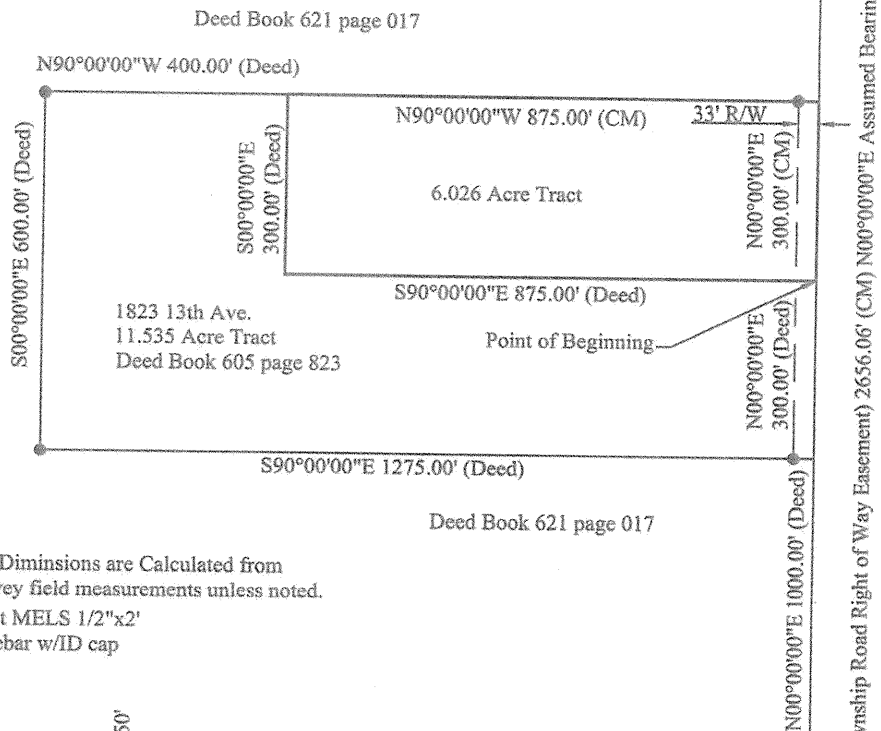 Deed Book 621 page 017
N90°00'00"W 400.00' (Deed)
N90°00'00"W 875.00' (CM)
33' R/W
S00°00'00"E 600.00' (Deed)
S00°00'00"E
300.00' (Deed)
6.026 Acre Tract
N00°00'00"E
300.00' (CM)
S90°00'00"E 875.00' (Deed)
1823 13th Ave.
11.535 Acre Tract
Deed Book 605 page 823
Point of Beginning
N00°00'00"E
300.00' (Deed)
S90°00'00"E 1275.00' (Deed)
Deed Book 621 page 017
Diminsions are Calculated from
field measurements unless noted.
MELS 1/2"x2'
w/ID cap
N00°00'00"E 1000.00' (Deed)
Road Right of Way Easement) 2656.06' (CM) N00°00'00"E Assumed